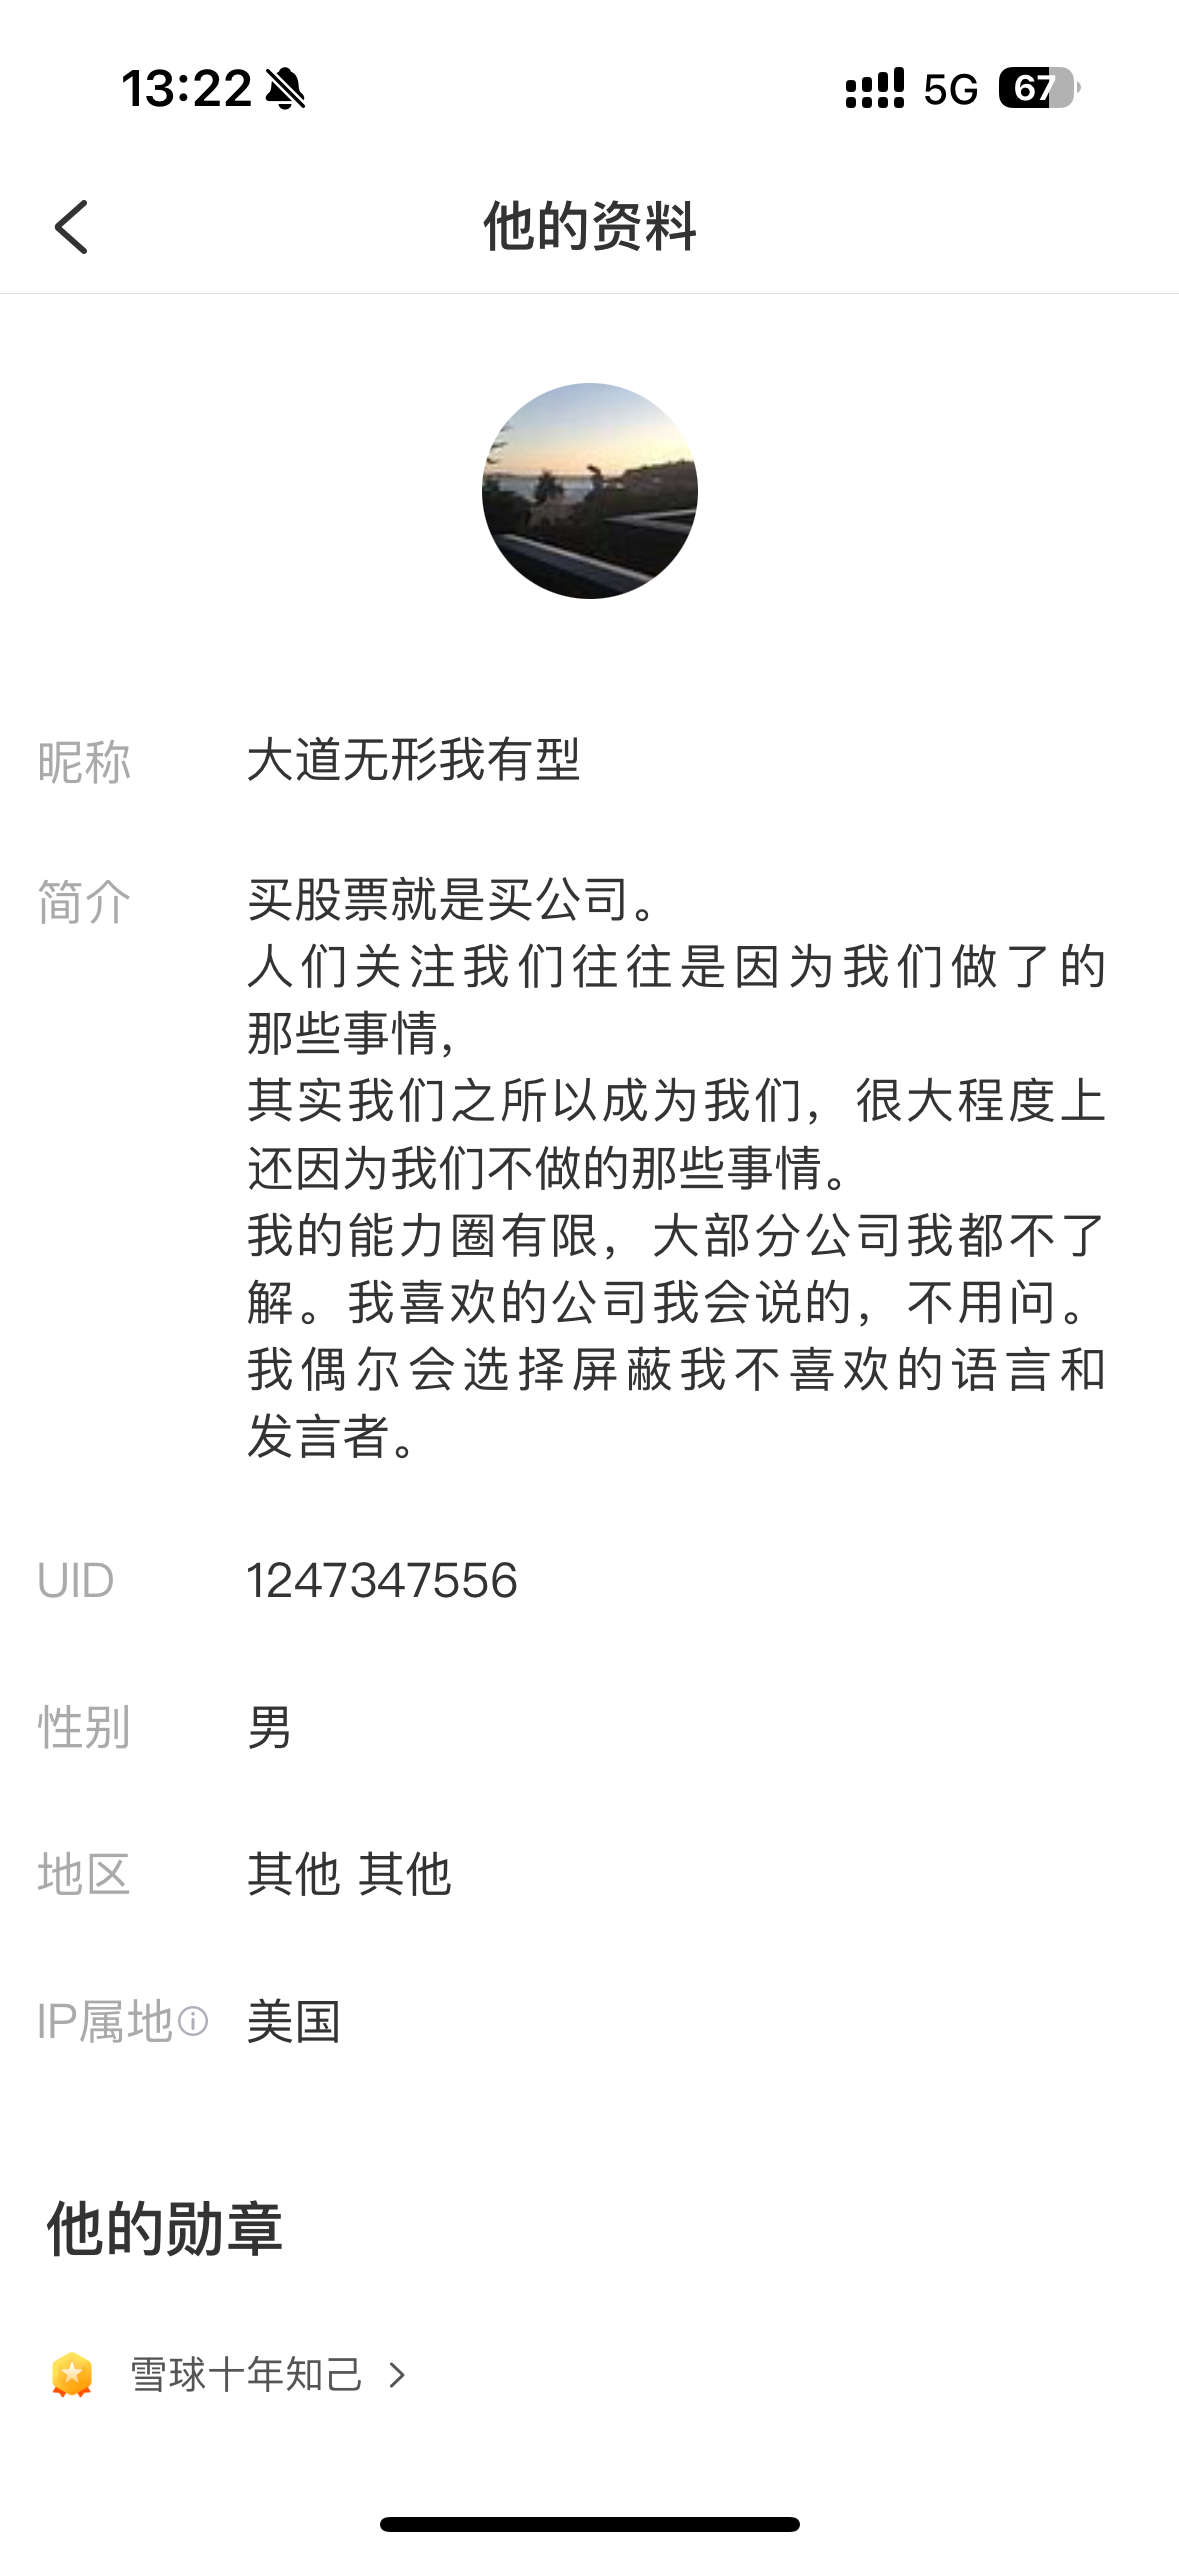 13:22 5G 67
他的资料
昵称 大道无形我有型
简介 买股票就是买公司。
人们关注我们往往是因为我们做了的
那些事情，
其实我们之所以成为我们，很大程度上
还因为我们不做的那些事情。
我的能力圈有限，大部分公司我都不了
解。我喜欢的公司我会说的，不用问。
我偶尔会选择屏蔽我不喜欢的语言和
发言者。
UID 1247347556
性别 男
地区 其他 其他
IP属地 美国
他的勋章
雪球十年知己